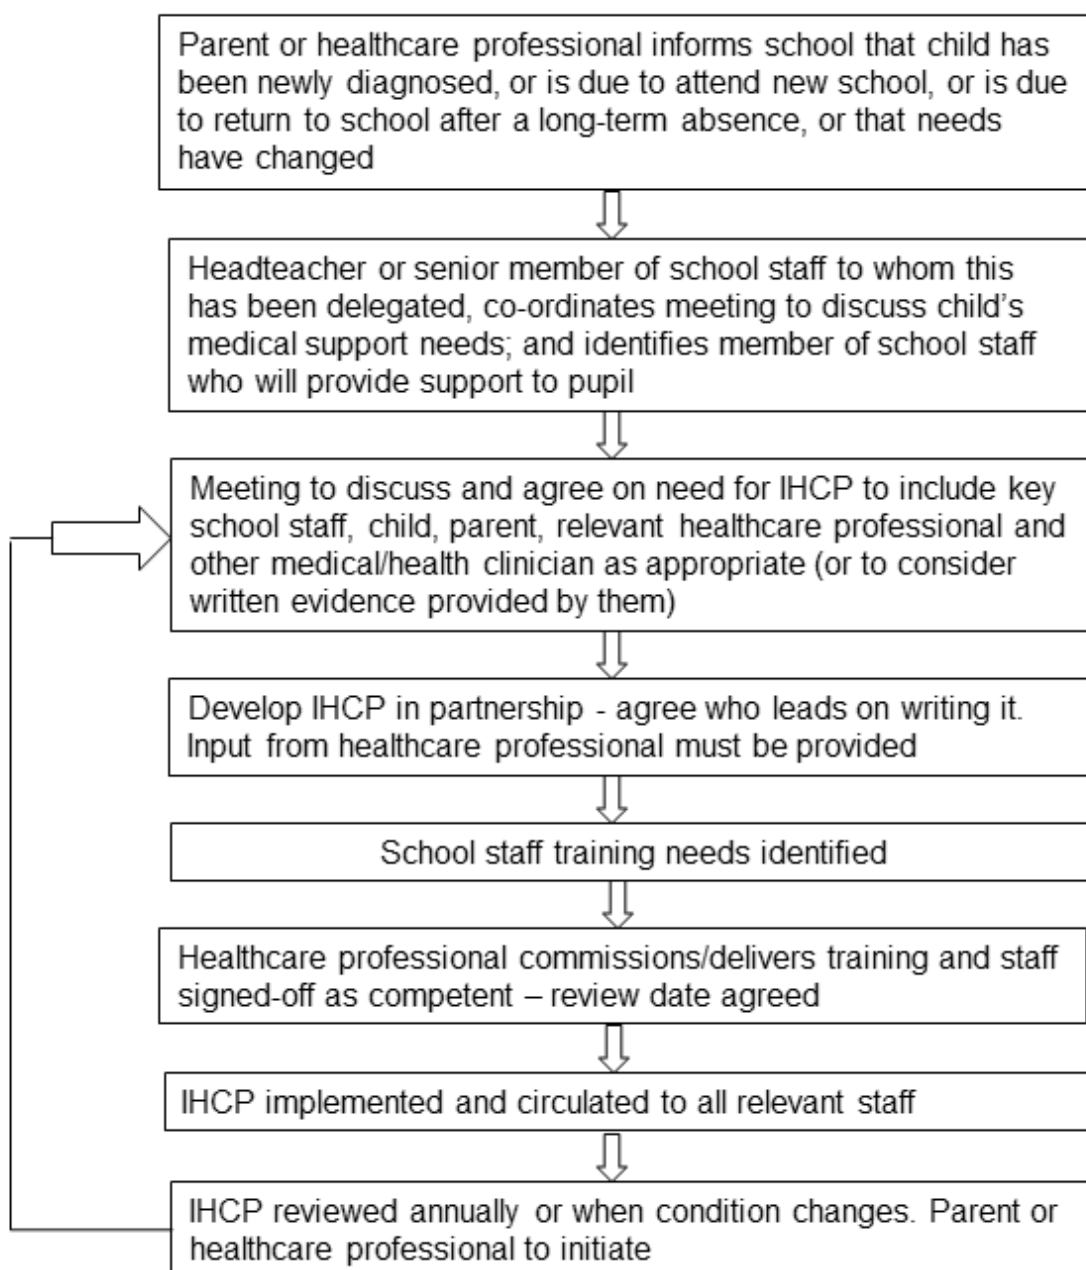 Parent or healthcare professional informs school that child has
been newly diagnosed, or is due to attend new school, or is due
to return to school after a long-term absence, or that needs
have changed
Headteacher or senior member of school staff to whom this
has been delegated, co-ordinates meeting to discuss child's
medical support needs; and identifies member of school staff
who will provide support to pupil
Meeting to discuss and agree on need for IHCP to include key
school staff, child, parent, relevant healthcare professional and
other medical/health clinician as appropriate (or to consider
written evidence provided by them)
Develop IHCP in partnership - agree who leads on writing it.
Input from healthcare professional must be provided
School staff training needs identified
Healthcare professional commissions/delivers training and staff
signed-off as competent – review date agreed
IHCP implemented and circulated to all relevant staff
IHCP reviewed annually or when condition changes. Parent or
healthcare professional to initiate